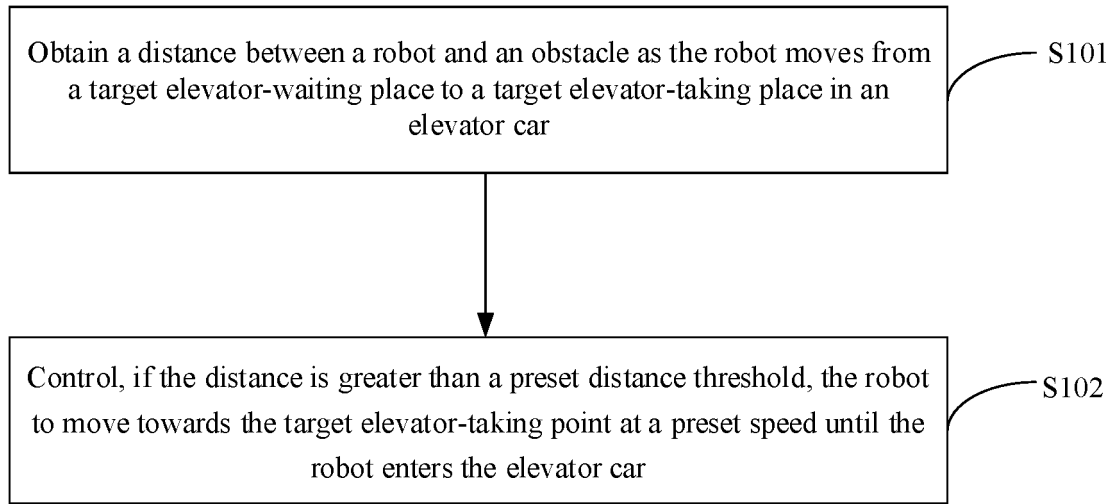 Obtain a distance between a robot and an obstacle as the robot moves from
a target elevator-waiting place to a target elevator-taking place in an
elevator car
S101
Control, if the distance is greater than a preset distance threshold, the robot
to move towards the target elevator-taking point at a preset speed until the
robot enters the elevator car
S102